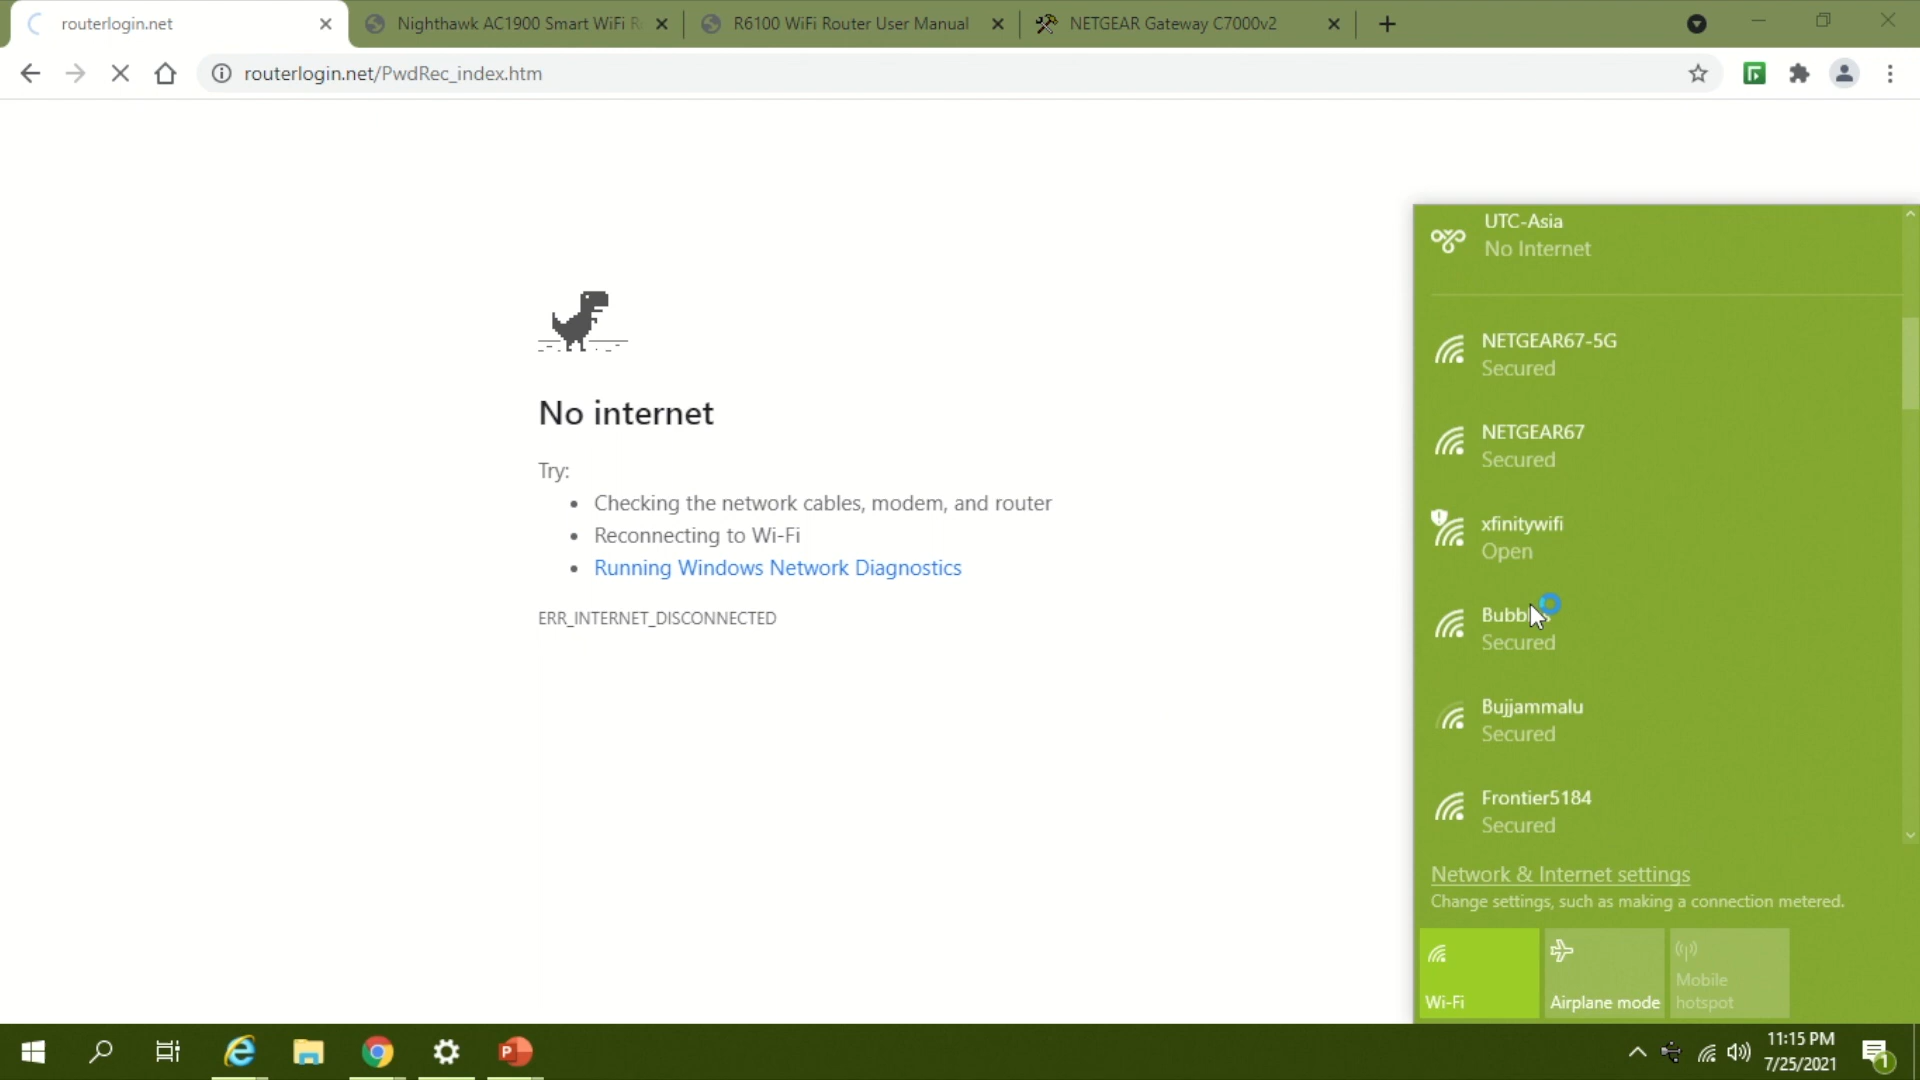 routerlogin.net
Nighthawk AC1900 Smart WiFi R
R6100 WiFi Router User Manual
NETGEAR Gateway C7000v2
routerlogin.net/PwdRec_index.htm
No internet
Try:
Checking the network cables, modem, and router
Reconnecting to Wi-Fi
Running Windows Network Diagnostics
ERR_INTERNET_DISCONNECTED
UTC-Asia
No Internet
NETGEAR67-5G
Secured
NETGEAR67
Secured
xfinitywifi
Open
Secured
Bujjammalu
Secured
Frontier5184
Secured
Network & Internet settings
Change settings, such as making a connection metered.
Wi-Fi
Airplane mode
Mobile
hotspot
11:15 PM
7/25/2021
1